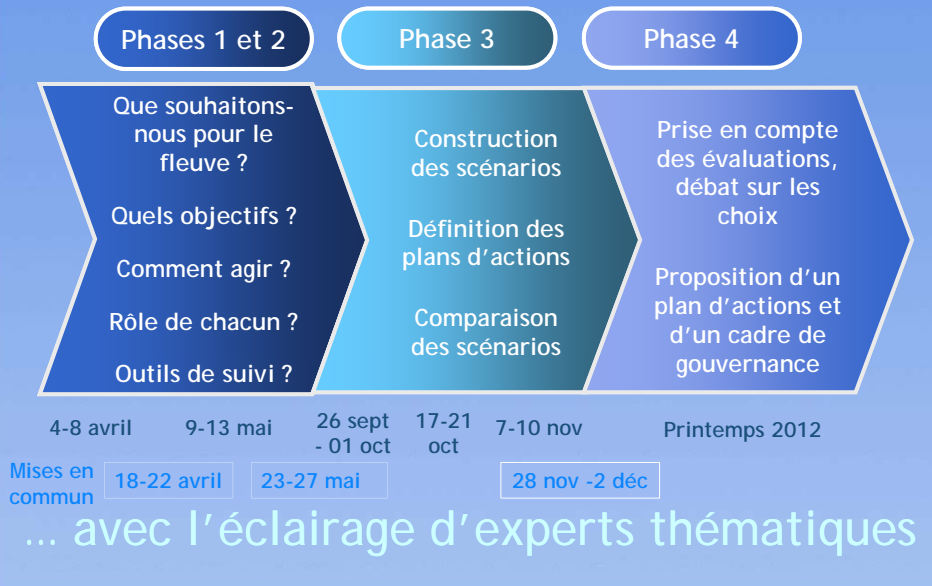 Phases 1 et 2
Phase 3
Phase 4
Que souhaitons-
nous pour le
fleuve ?
Quels objectifs ?
Comment agir ?
Rôle de chacun ?
Outils de suivi ?
Construction
des scénarios
Définition des
plans d'actions
Comparaison
des scénarios
Prise en compte
des évaluations,
débat sur les
choix
Proposition d'un
plan d'actions et
d'un cadre de
gouvernance
4-8 avril
9-13 mai
26 sept
- 01 oct
17-21
oct
7-10 nov
Printemps 2012
Mises en
commun
18-22 avril
23-27 mai
28 nov -2 déc
... avec l'éclairage d'experts thématiques